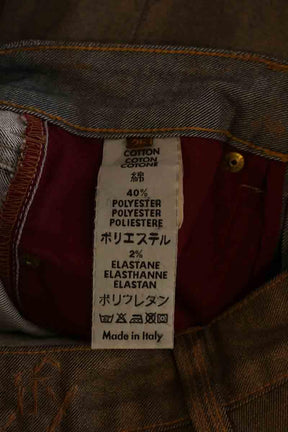 COTTON
COTON
COTONE
綿
40%
POLYESTER
POLYESTER
POLIESTERE
ポリエステル
2%
ELASTANE
ELASTHANNE
ELASTAN
ポリウレタン
Made in Italy